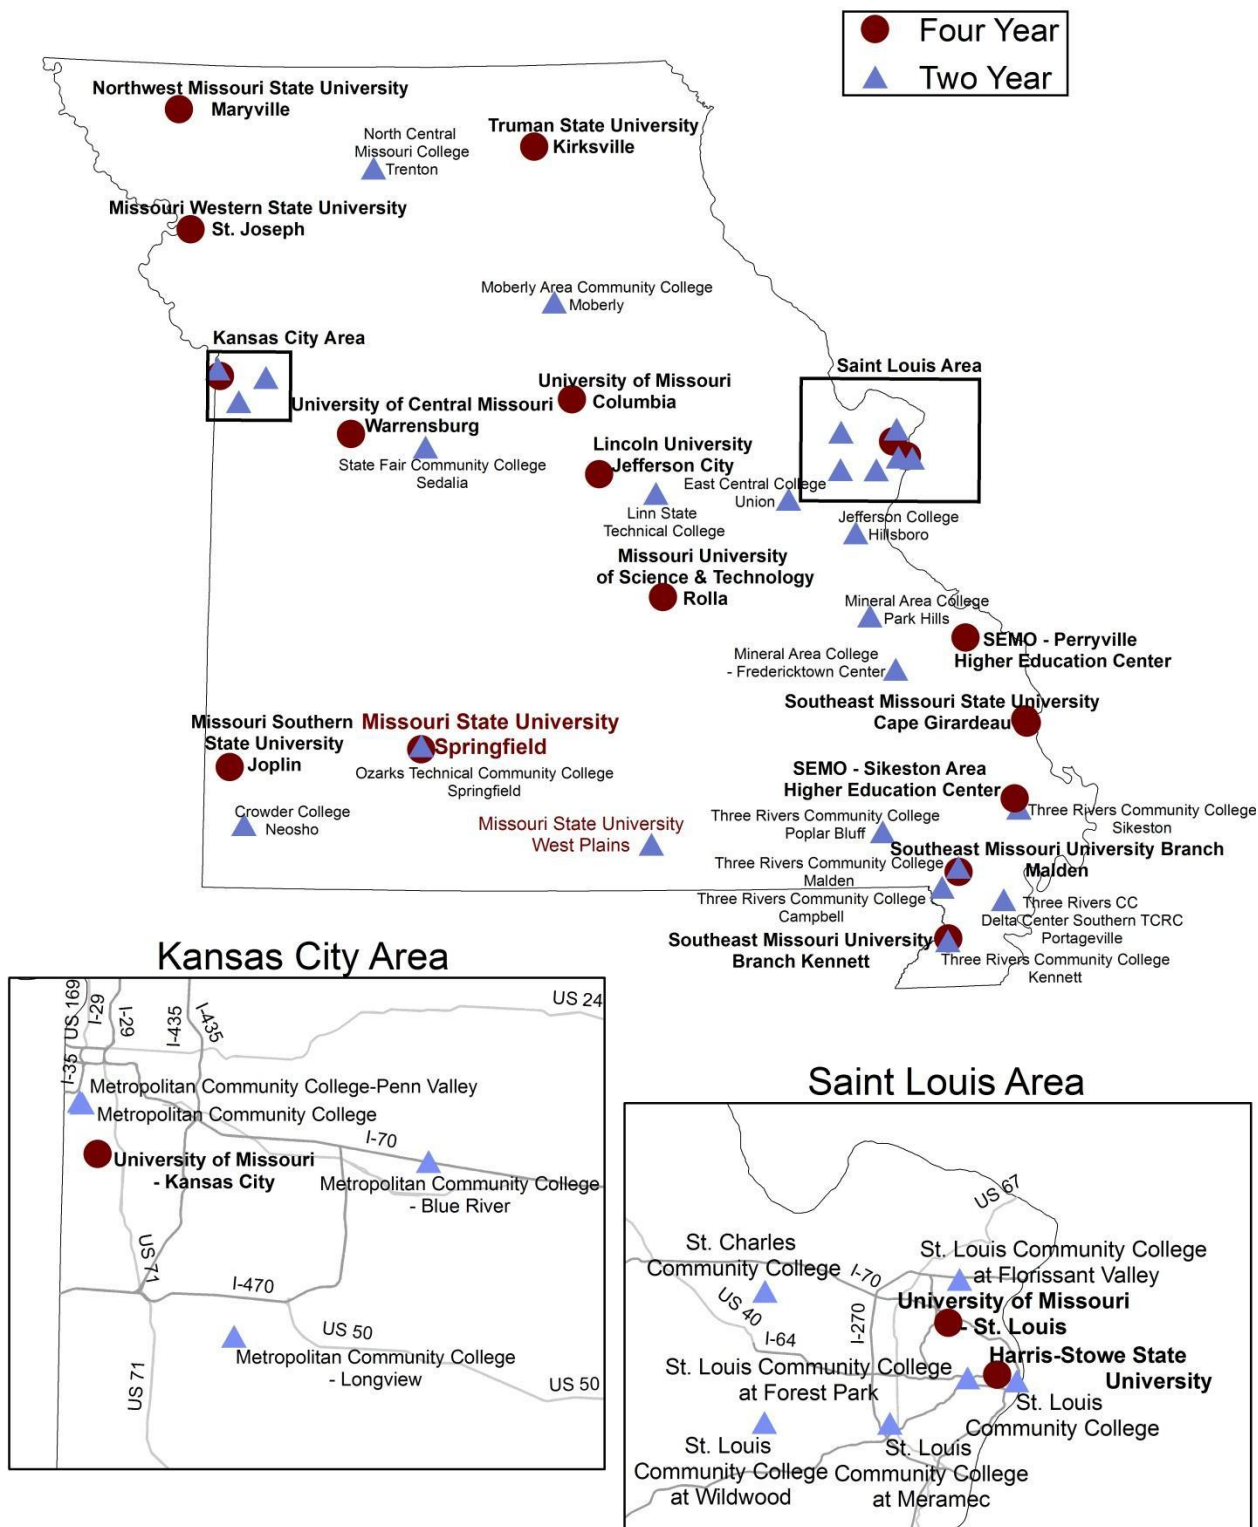 Four Year
Two Year
Northwest Missouri State University
Maryville
North Central
Missouri College
Trenton
Truman State University
Kirksville
Missouri Western State University
St. Joseph
Moberly Area Community College
Moberly
Kansas City Area
Saint Louis Area
University of Missouri
Columbia
University of Central Missouri
Warrensburg
State Fair Community College
Sedalia
Lincoln University
Jefferson City
East Central College
Union
Linn State
Technical College
Jefferson College
Hillsboro
Missouri University
of Science & Technology
Rolla
Mineral Area College
Park Hills
SEMO - Perryville
Higher Education Center
Mineral Area College
- Fredericktown Center
Southeast Missouri State University
Cape Girardeau
Missouri Southern
State University
Joplin
Missouri State University
Springfield
Ozarks Technical Community College
Springfield
SEMO - Sikeston Area
Higher Education Center
Crowder College
Neosho
Missouri State University
West Plains
Three Rivers Community College
Poplar Bluff
Three Rivers Community College
Sikeston
Southeast Missouri University Branch
Malden
Three Rivers Community College
Malden
Three Rivers Community College
Campbell
Three Rivers CC
Delta Center Southern TCRC
Portageville
Southeast Missouri University
Branch Kennett
Three Rivers Community College
Kennett
Kansas City Area
US 169
I-29
I-29
I-435
I-435
US 24
I-35
Metropolitan Community College-Penn Valley
Metropolitan Community College
I-70
University of Missouri
- Kansas City
Metropolitan Community College
- Blue River
US 71
I-470
US 50
Metropolitan Community College
- Longview
US 71
US 50
Saint Louis Area
US 67
St. Charles
Community College
I-70
St. Louis Community College
at Florissant Valley
US 40
I-270
University of Missouri
- St. Louis
I-64
St. Louis Community College
at Forest Park
Harris-Stowe State
University
St. Louis
Community College
St. Louis
Community College
at Wildwood
St. Louis
Community College
at Meramec